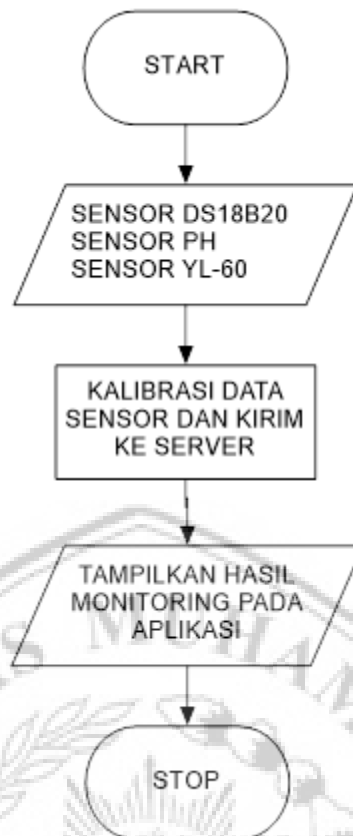 START
SENSOR DS18B20
SENSOR PH
SENSOR YL-60
KALIBRASI DATA
SENSOR DAN KIRIM
KE SERVER
TAMPILKAN HASIL
MONITORING PADA
APLIKASI
STOP